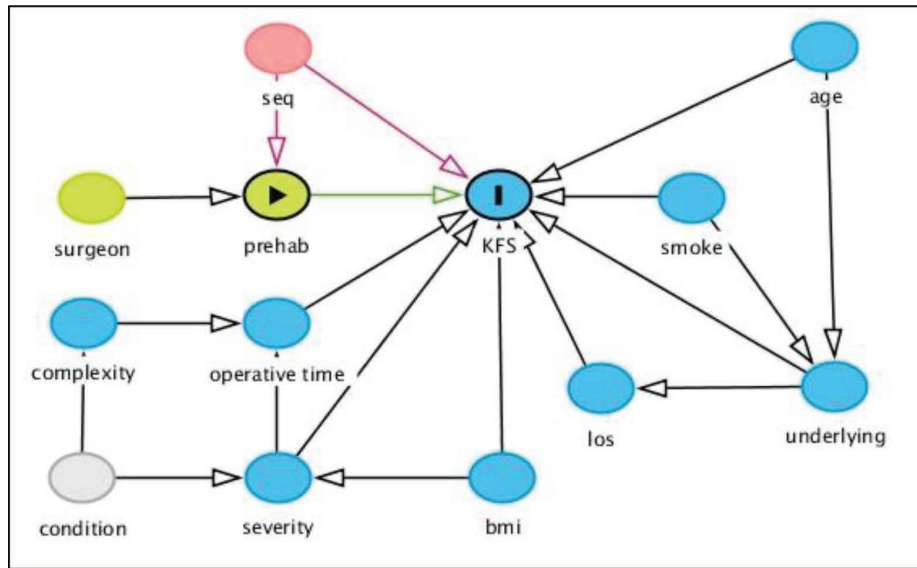 seq
age
surgeon
prehab
KFS
smoke
complexity
operative time
los
underlying
condition
severity
bmi